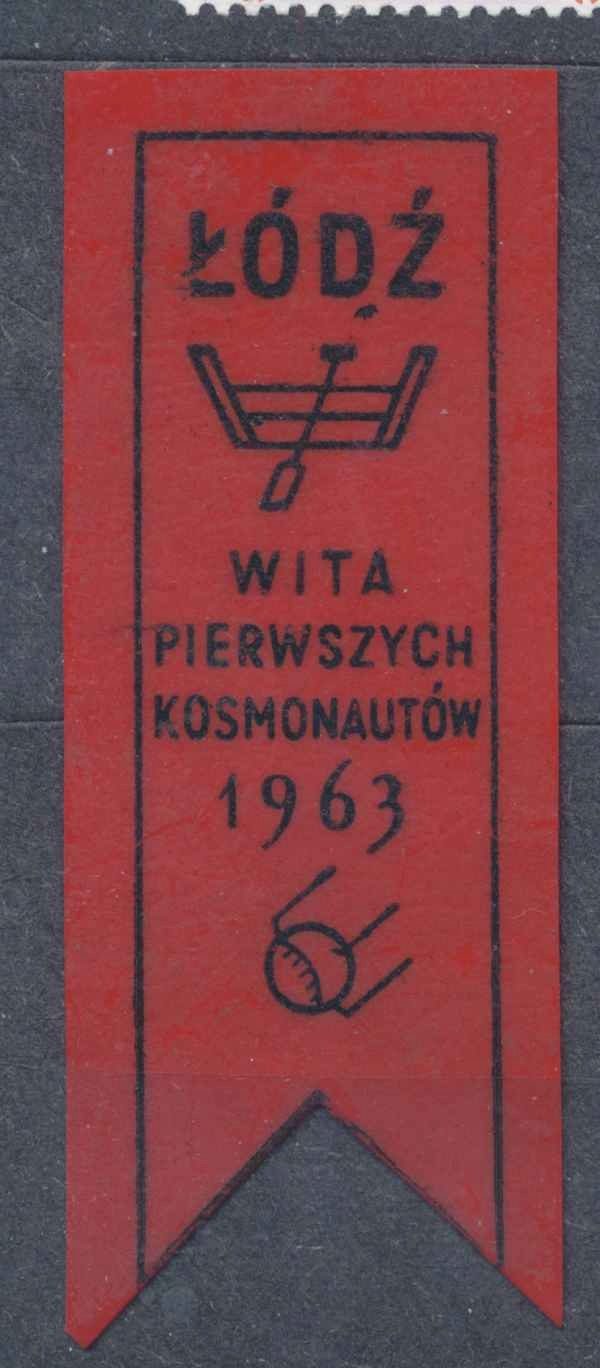 ŁÓDŹ
WITA
PIERWSZYCH
KOSMONAUTÓW
1963